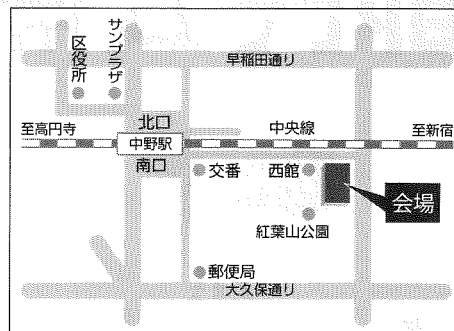 サンプラザ
区役所
早稲田通り
北口
至高円寺
中野駅
中央線
至新宿
南口
交番
西館
会場
紅葉山公園
郵便局
大久保通り